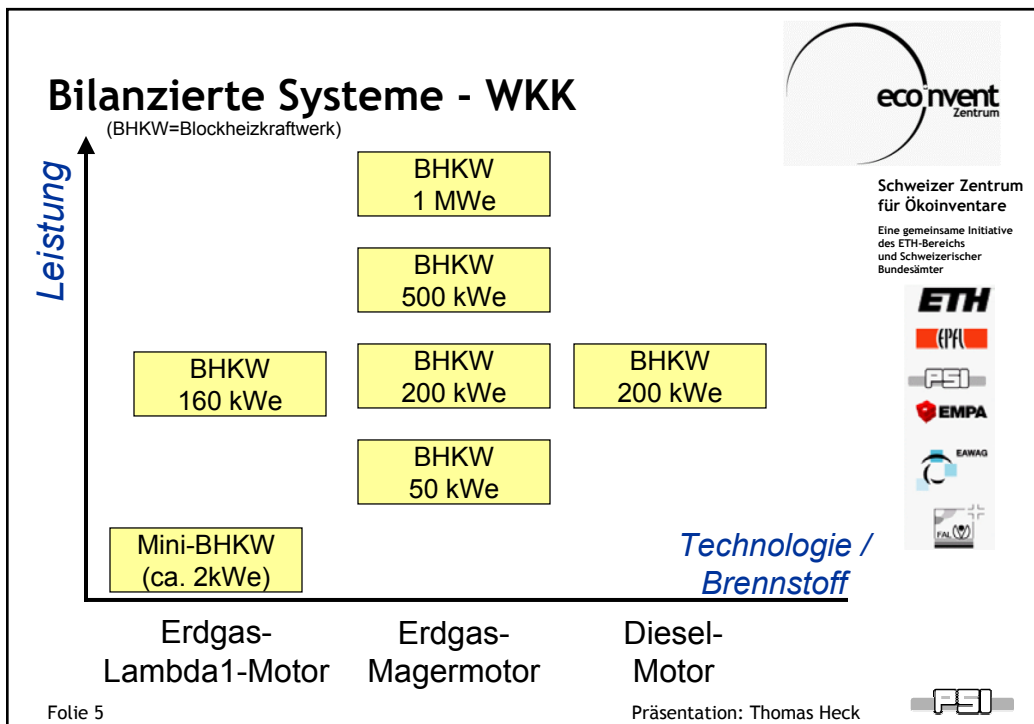 Bilanzierte Systeme - WKK
(BHKW=Blockheizkraftwerk)
ecoinvent
Zentrum
Schweizer Zentrum
für Ökoinventare
Eine gemeinsame Initiative
des ETH-Bereichs
und Schweizerischer
Bundesämter
ETH
EPFL
PSI
EMPA
EAWAG
FAL
Leistung
BHKW
1 MWe
BHKW
500 kWe
BHKW
160 kWe
BHKW
200 kWe
BHKW
200 kWe
BHKW
50 kWe
Mini-BHKW
(ca. 2kWe)
Technologie /
Brennstoff
Erdgas-
Lambda1-Motor
Erdgas-
Magermotor
Diesel-
Motor
Folie 5
Präsentation: Thomas Heck
PSI